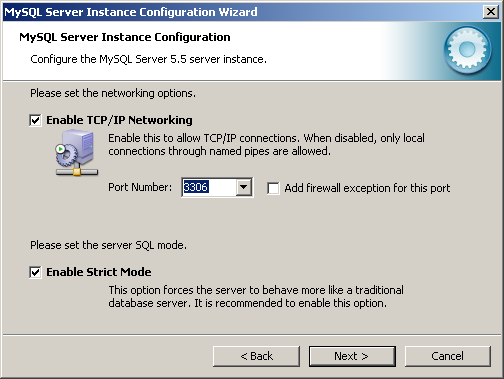 MySQL Server Instance Configuration Wizard
MySQL Server Instance Configuration
Configure the MySQL Server 5.5 server instance.
Please set the networking options.
Enable TCP/IP Networking
Enable this to allow TCP/IP connections. When disabled, only local
connections through named pipes are allowed.
Port Number: 3306 Add firewall exception for this port
Please set the server SQL mode.
Enable Strict Mode
This option forces the server to behave more like a traditional
database server. It is recommended to enable this option.
< Back Next > Cancel